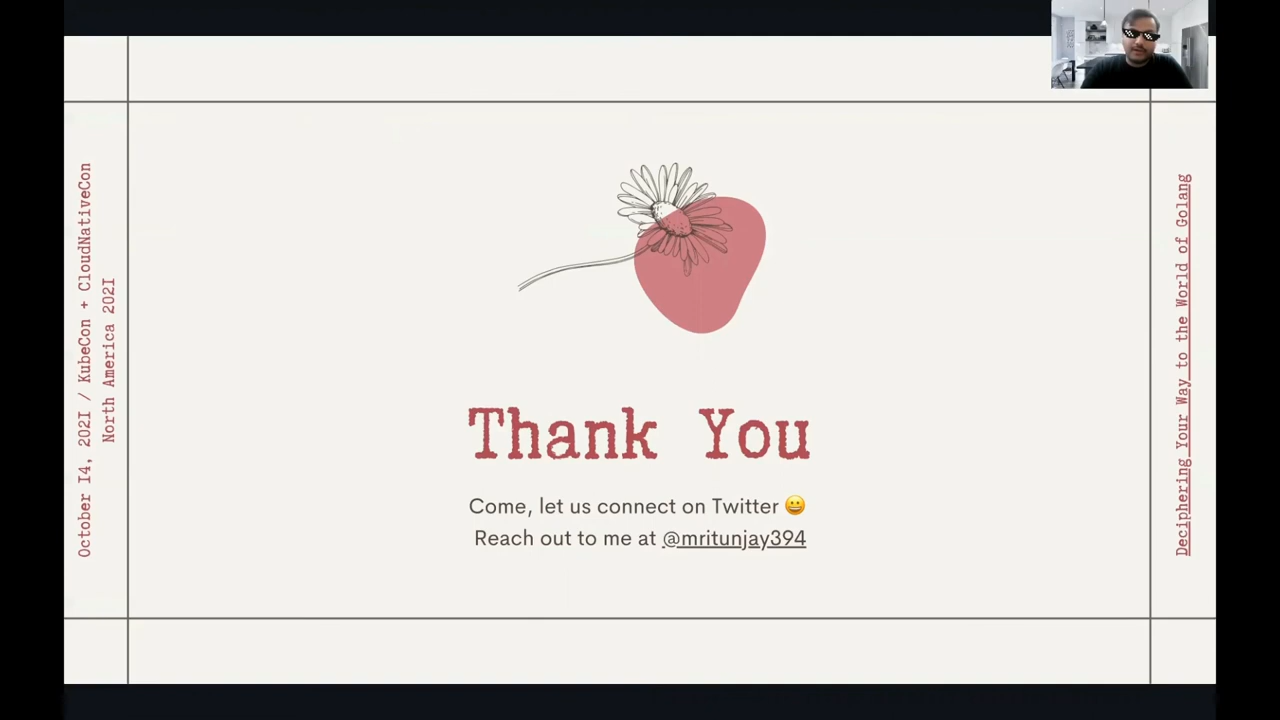 October 14, 2021 / KubeCon + CloudNativeCon
North America 2021
Thank You
Come, let us connect on Twitter 😀
Reach out to me at @mritunjay394
Deciphering Your Way to the World of Golang